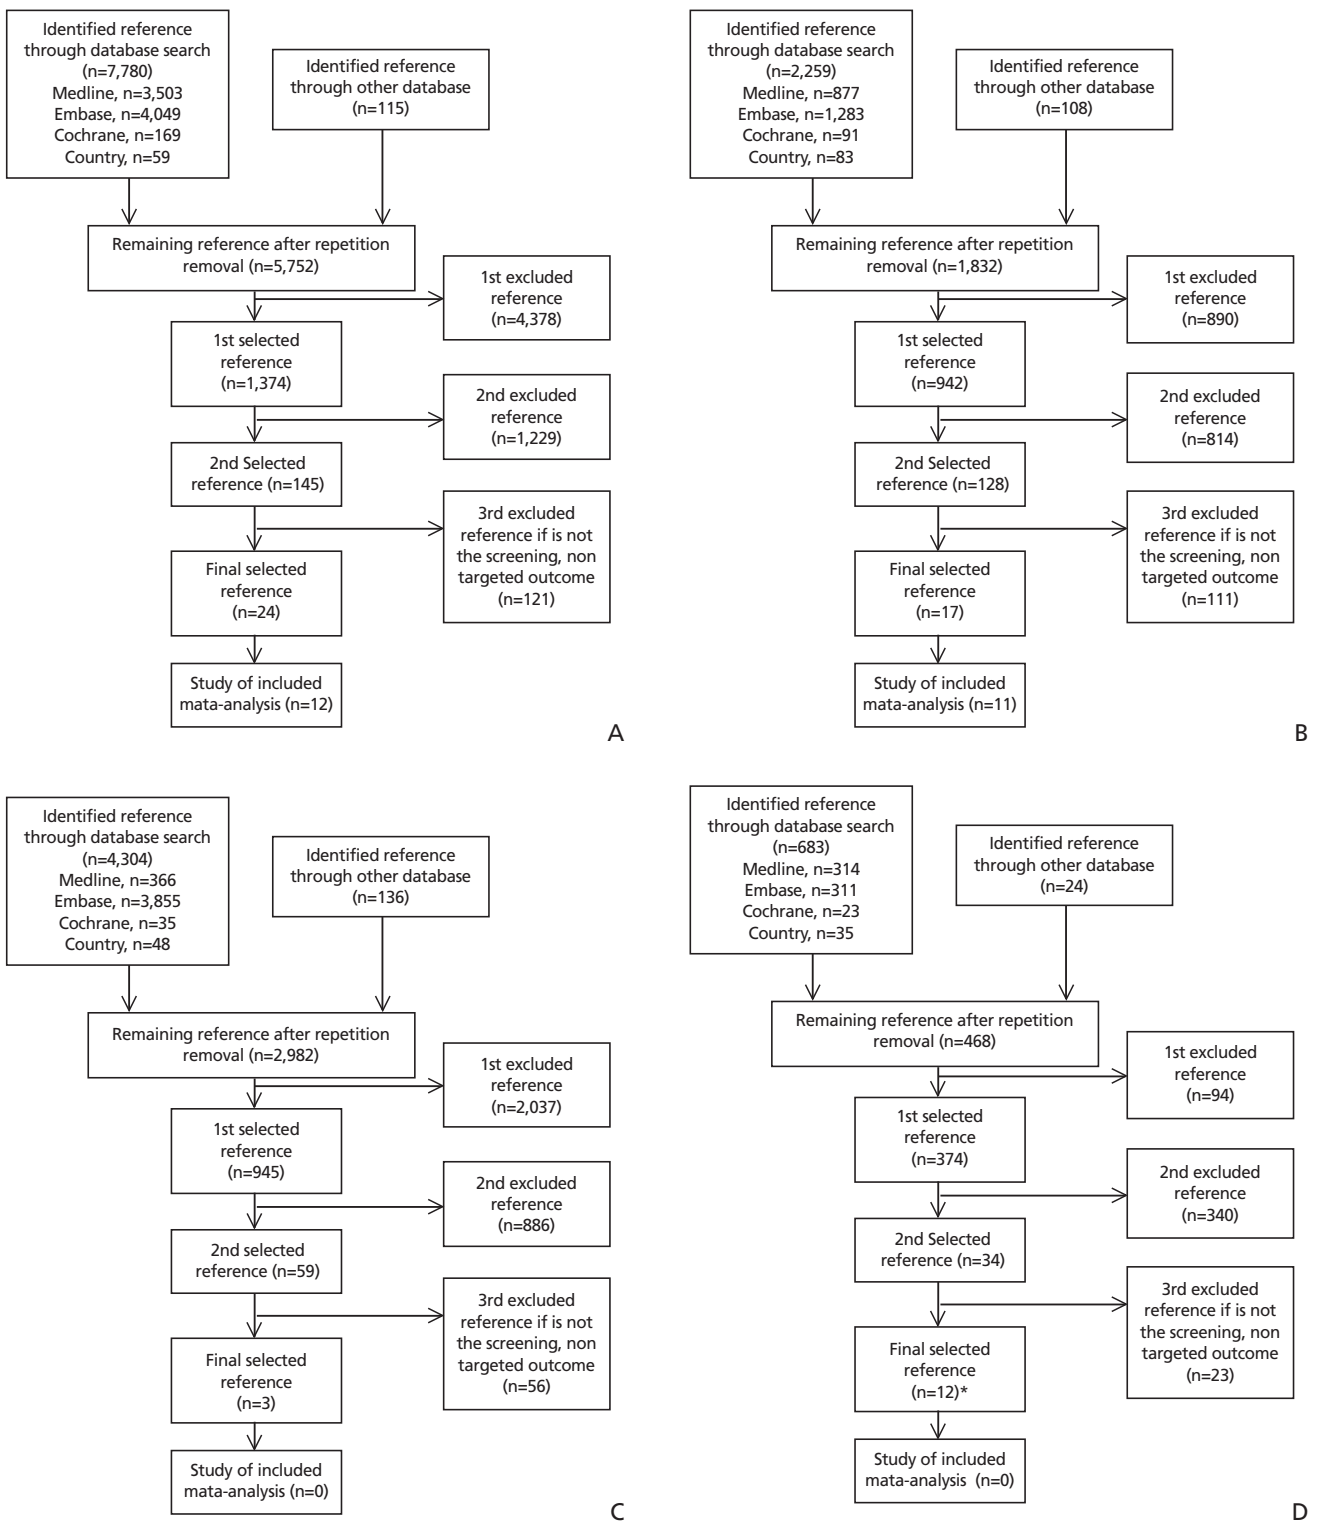 Identified reference
through database search
(n=7,780)
Medline, n=3,503
Embase, n=4,049
Cochrane, n=169
Country, n=59
Identified reference
through other database
(n=115)
Remaining reference after repetition
removal (n=5,752)
1st excluded
reference
(n=4,378)
1st selected
reference
(n=1,374)
2nd excluded
reference
(n=1,229)
2nd Selected
reference (n=145)
3rd excluded
reference if is not
the screening, non
targeted outcome
(n=121)
Final selected
reference
(n=24)
Study of included
mata-analysis (n=12)
A
Identified reference
through database search
(n=2,259)
Medline, n=877
Embase, n=1,283
Cochrane, n=91
Country, n=83
Identified reference
through other database
(n=108)
Remaining reference after repetition
removal (n=1,832)
1st excluded
reference
(n=890)
1st selected
reference
(n=942)
2nd excluded
reference
(n=814)
2nd Selected
reference (n=128)
3rd excluded
reference if is not
the screening, non
targeted outcome
(n=111)
Final selected
reference
(n=17)
Study of included
mata-analysis (n=11)
B
Identified reference
through database search
(n=4,304)
Medline, n=366
Embase, n=3,855
Cochrane, n=35
Country, n=48
Identified reference
through other database
(n=136)
Remaining reference after repetition
removal (n=2,982)
1st excluded
reference
(n=2,037)
1st selected
reference
(n=945)
2nd excluded
reference
(n=886)
2nd selected
reference (n=59)
3rd excluded
reference if is not
the screening, non
targeted outcome
(n=56)
Final selected
reference
(n=3)
Study of included
mata-analysis (n=0)
C
Identified reference
through database search
(n=683)
Medline, n=314
Embase, n=311
Cochrane, n=23
Country, n=35
Identified reference
through other database
(n=24)
Remaining reference after repetition
removal (n=468)
1st excluded
reference
(n=94)
1st selected
reference
(n=374)
2nd excluded
reference
(n=340)
2nd Selected
reference (n=34)
3rd excluded
reference if is not
the screening, non
targeted outcome
(n=23)
Final selected
reference
(n=12)*
Study of included
mata-analysis (n=0)
D